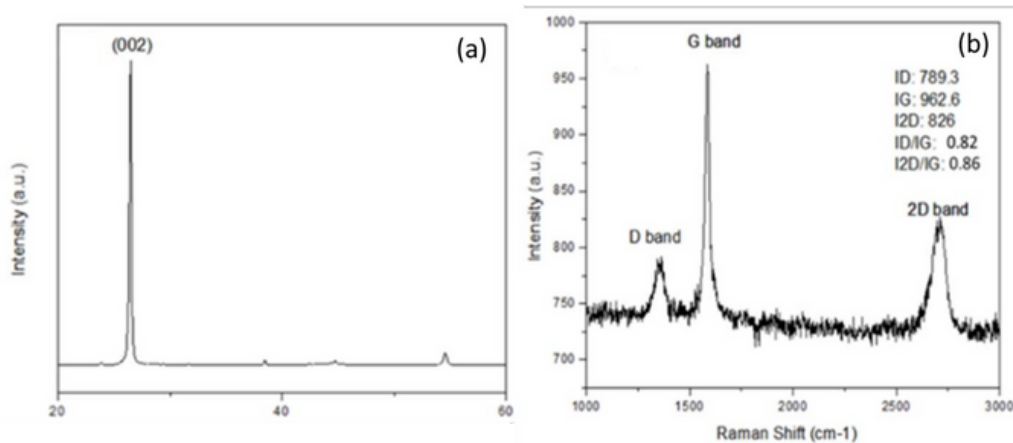 (002)
(a)
Intensity (a.u.)
20
40
60
1000
950
900
850
800
750
700
Intensity (a.u.)
G band
(b)
ID: 789.3
IG: 962.6
I2D: 826
ID/IG: 0.82
I2D/IG: 0.86
D band
2D band
1000
1500
2000
2500
3000
Raman Shift (cm-1)